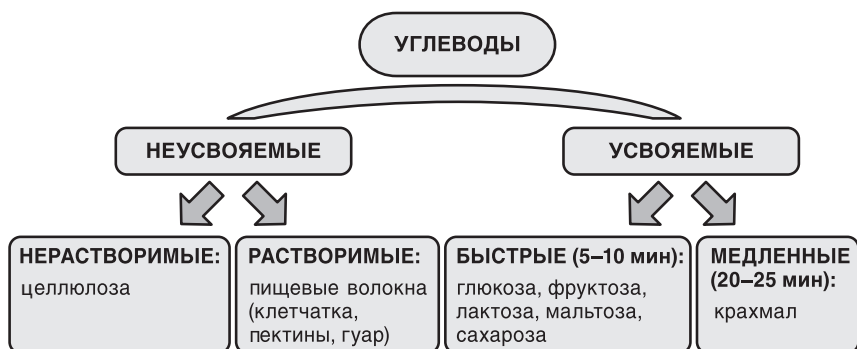 УГЛЕВОДЫ
НЕУСВОЯЕМЫЕ
УСВОЯЕМЫЕ
НЕРАСТВОРИМЫЕ:
целлюлоза
РАСТВОРИМЫЕ:
пищевые волокна
(клетчатка,
пектины, гуар)
БЫСТРЫЕ (5–10 мин):
глюкоза, фруктоза,
лактоза, мальтоза,
сахароза
МЕДЛЕННЫЕ
(20–25 мин):
крахмал